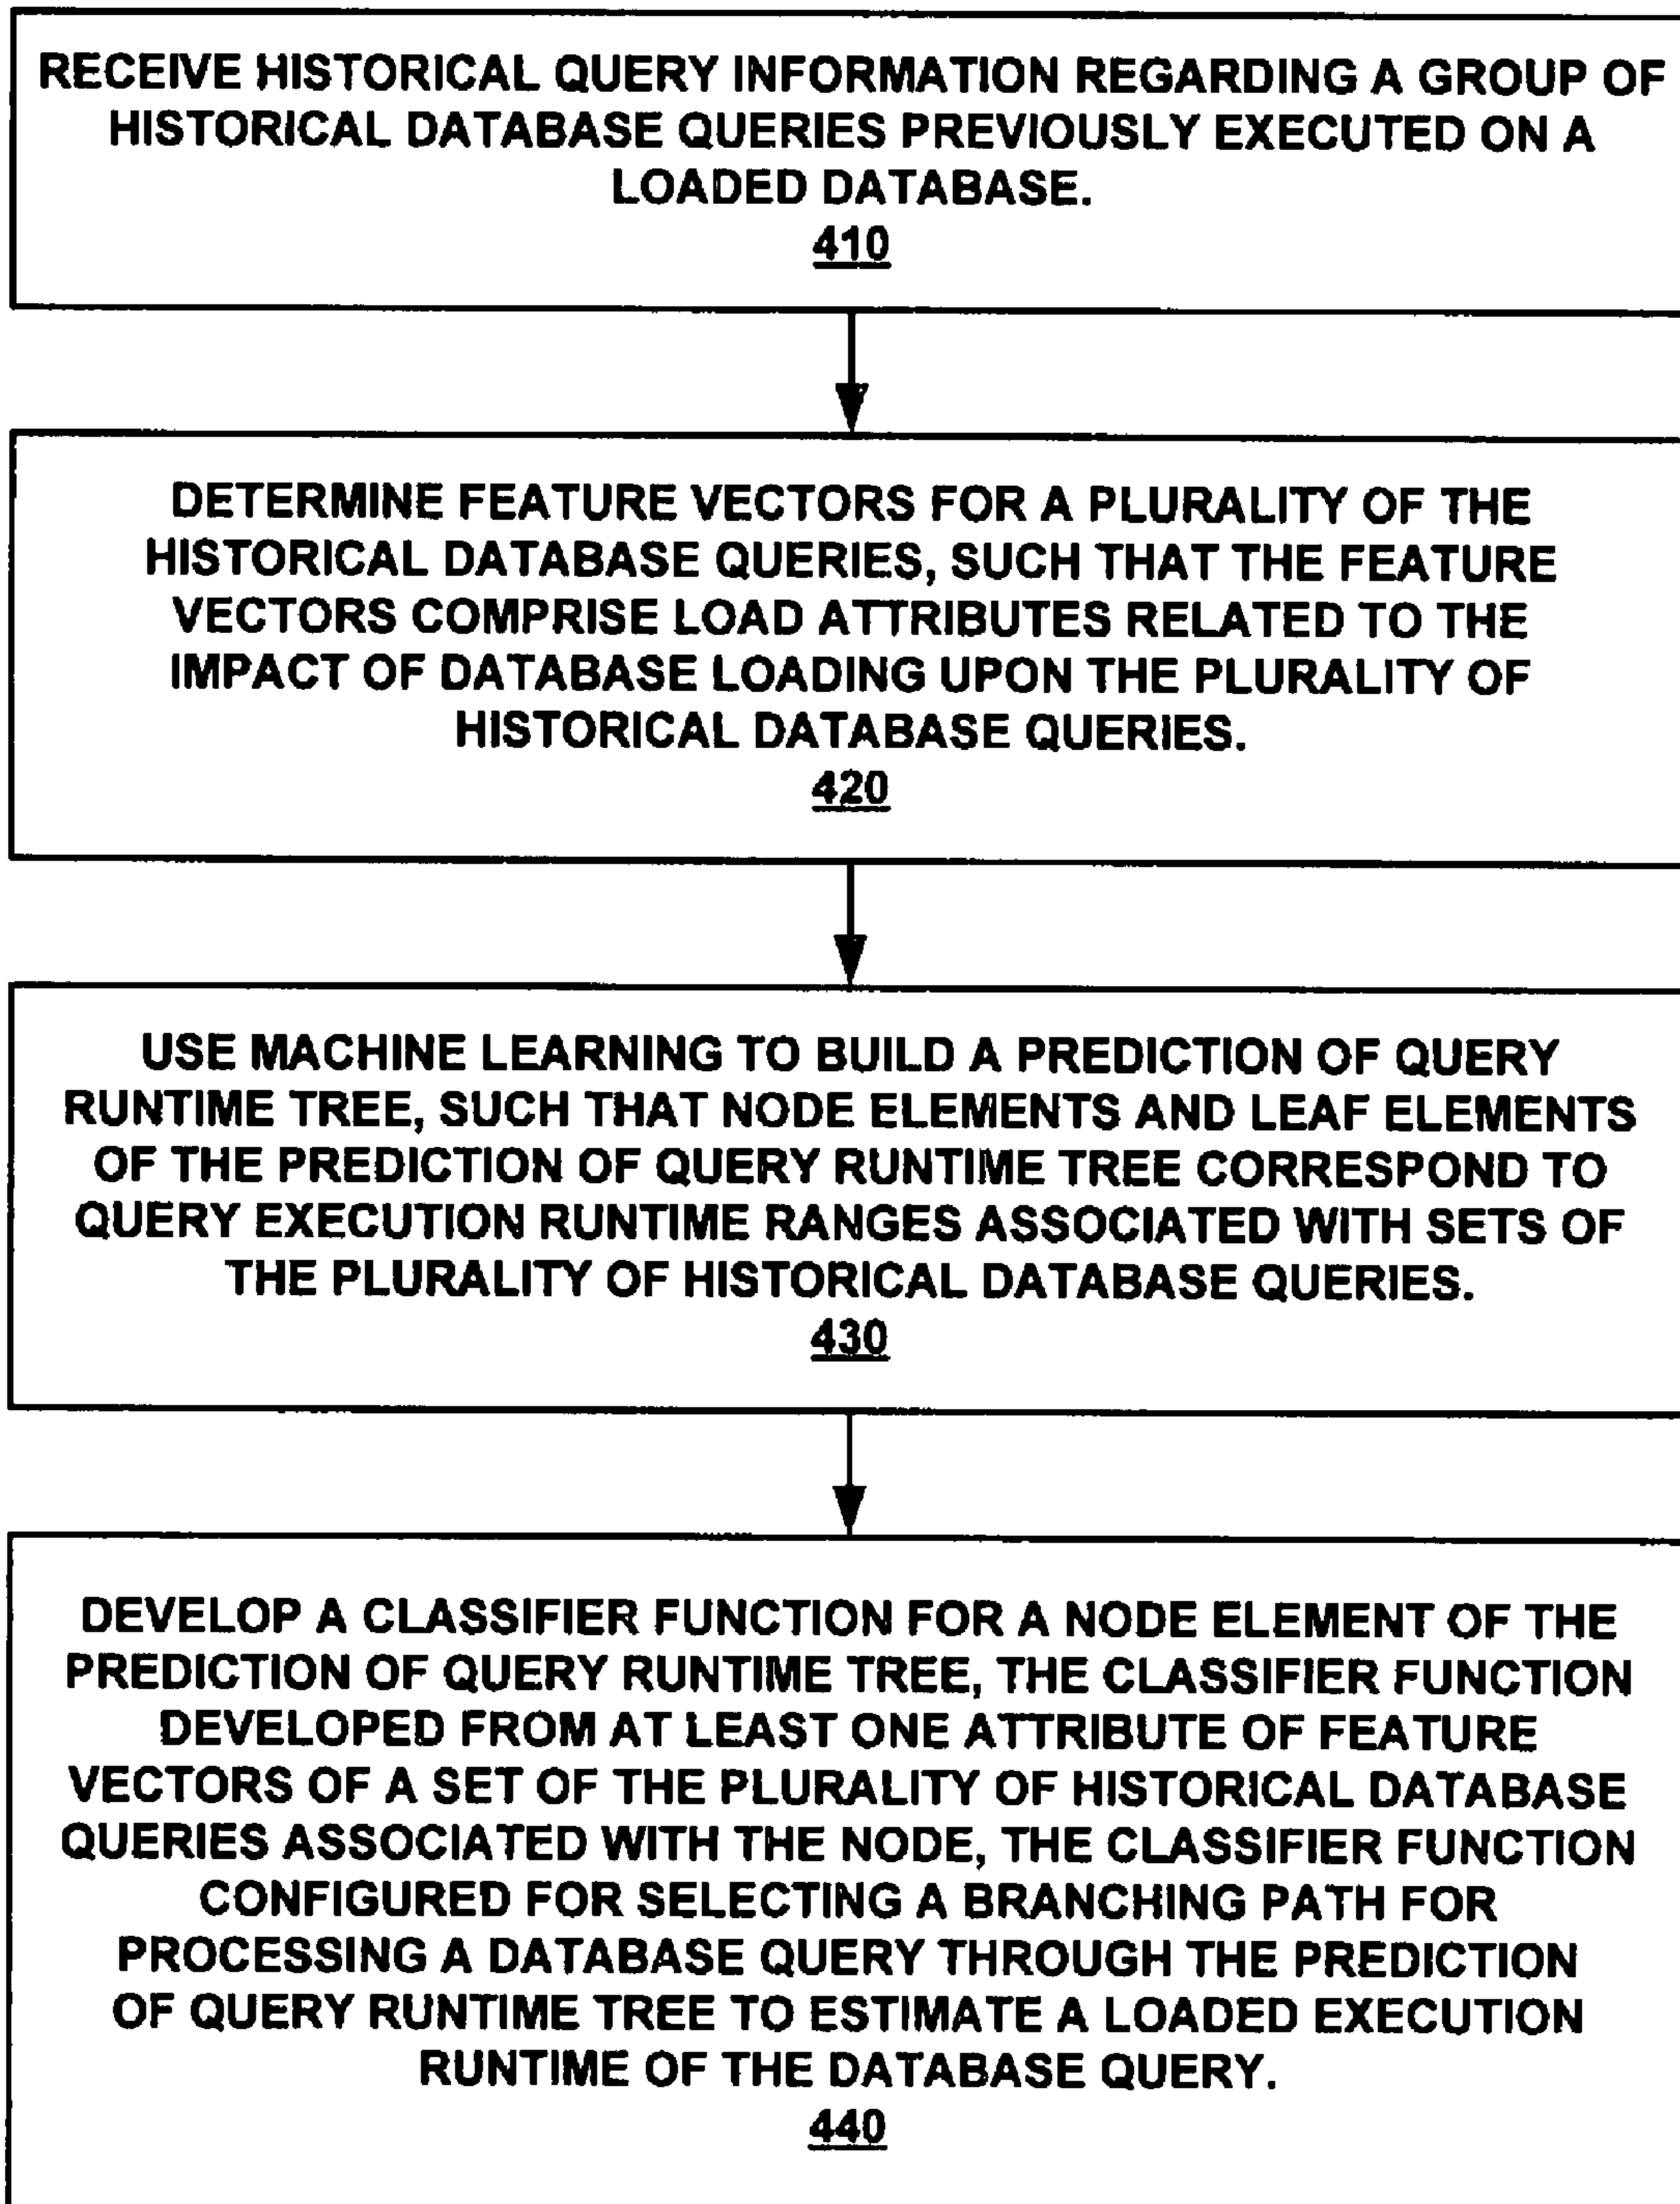 RECEIVE HISTORICAL QUERY INFORMATION REGARDING A GROUP OF
HISTORICAL DATABASE QUERIES PREVIOUSLY EXECUTED ON A
LOADED DATABASE.
410
DETERMINE FEATURE VECTORS FOR A PLURALITY OF THE
HISTORICAL DATABASE QUERIES, SUCH THAT THE FEATURE
VECTORS COMPRISE LOAD ATTRIBUTES RELATED TO THE
IMPACT OF DATABASE LOADING UPON THE PLURALITY OF
HISTORICAL DATABASE QUERIES.
420
USE MACHINE LEARNING TO BUILD A PREDICTION OF QUERY
RUNTIME TREE, SUCH THAT NODE ELEMENTS AND LEAF ELEMENTS
OF THE PREDICTION OF QUERY RUNTIME TREE CORRESPOND TO
QUERY EXECUTION RUNTIME RANGES ASSOCIATED WITH SETS OF
THE PLURALITY OF HISTORICAL DATABASE QUERIES.
430
DEVELOP A CLASSIFIER FUNCTION FOR A NODE ELEMENT OF THE
PREDICTION OF QUERY RUNTIME TREE, THE CLASSIFIER FUNCTION
DEVELOPED FROM AT LEAST ONE ATTRIBUTE OF FEATURE
VECTORS OF A SET OF THE PLURALITY OF HISTORICAL DATABASE
QUERIES ASSOCIATED WITH THE NODE, THE CLASSIFIER FUNCTION
CONFIGURED FOR SELECTING A BRANCHING PATH FOR
PROCESSING A DATABASE QUERY THROUGH THE PREDICTION
OF QUERY RUNTIME TREE TO ESTIMATE A LOADED EXECUTION
RUNTIME OF THE DATABASE QUERY.
440